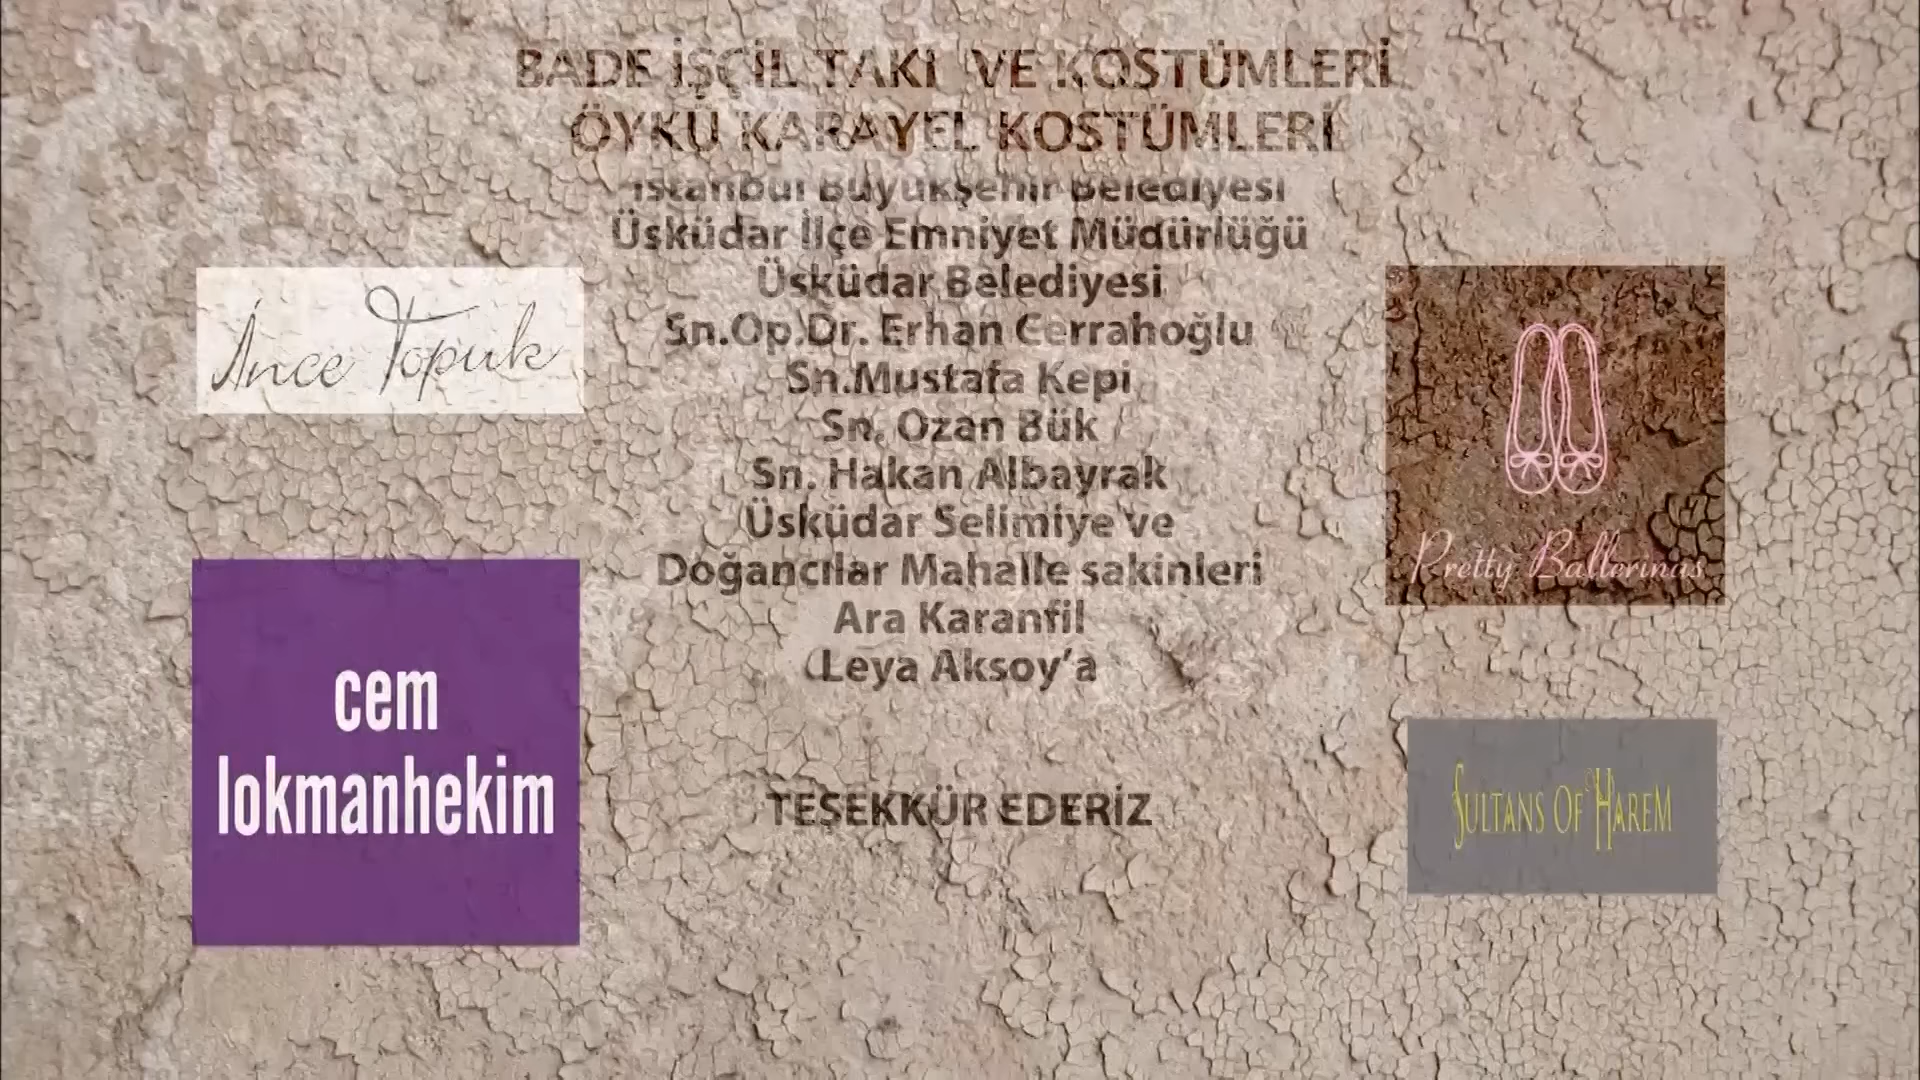 BADE İŞÇİL TAKI VE KOSTÜMLERİ
ÖYKÜ KARAYEL KOSTÜMLERİ
İstanbul Büyükşehir Belediyesi
Üsküdar İlçe Emniyet Müdürlüğü
Üsküdar Belediyesi
Sn.Op.Dr. Erhan Cerrahoğlu
Sn.Mustafa Kepi
Sn. Ozan Bük
Sn. Hakan Albayrak
Üsküdar Selimiye ve
Doğancılar Mahalle sakinleri
Ara Karanfil
Leya Aksoy’a
TEŞEKKÜR EDERİZ
İnce Topuk
cem
lokmanhekim
Pretty Ballerinas
SULTANS OF HAREM